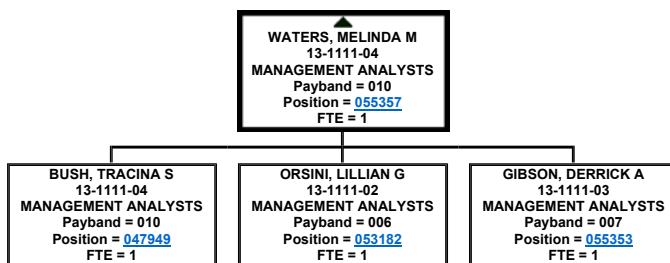 WATERS, MELINDA M
13-1111-04
MANAGEMENT ANALYSTS
Payband = 010
Position = 055357
FTE = 1
BUSH, TRACINA S
13-1111-04
MANAGEMENT ANALYSTS
Payband = 010
Position = 047949
FTE = 1
ORSINI, LILLIAN G
13-1111-02
MANAGEMENT ANALYSTS
Payband = 006
Position = 053182
FTE = 1
GIBSON, DERRICK A
13-1111-03
MANAGEMENT ANALYSTS
Payband = 007
Position = 055353
FTE = 1